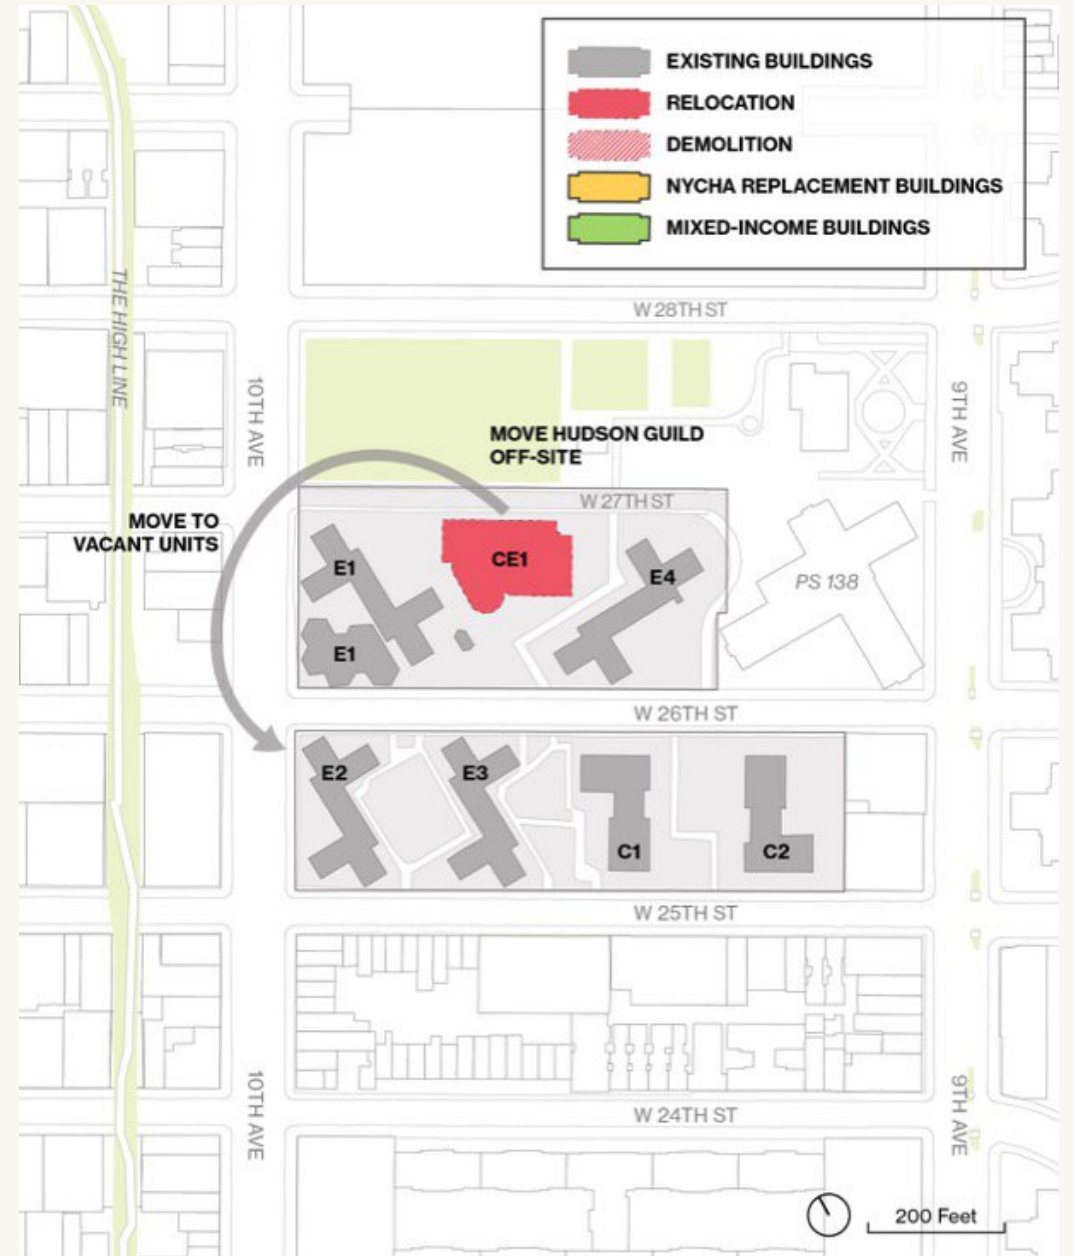 EXISTING BUILDINGS
RELOCATION
DEMOLITION
NYCHA REPLACEMENT BUILDINGS
MIXED-INCOME BUILDINGS
W 28TH ST
THE HIGH LINE
10TH AVE
9TH AVE
MOVE HUDSON GUILD
OFF-SITE
W 27TH ST
MOVE TO
VACANT UNITS
E1
CE1
E4
PS 138
E1
W 26TH ST
E2
E3
C1
C2
W 25TH ST
10TH AVE
9TH AVE
W 24TH ST
200 Feet